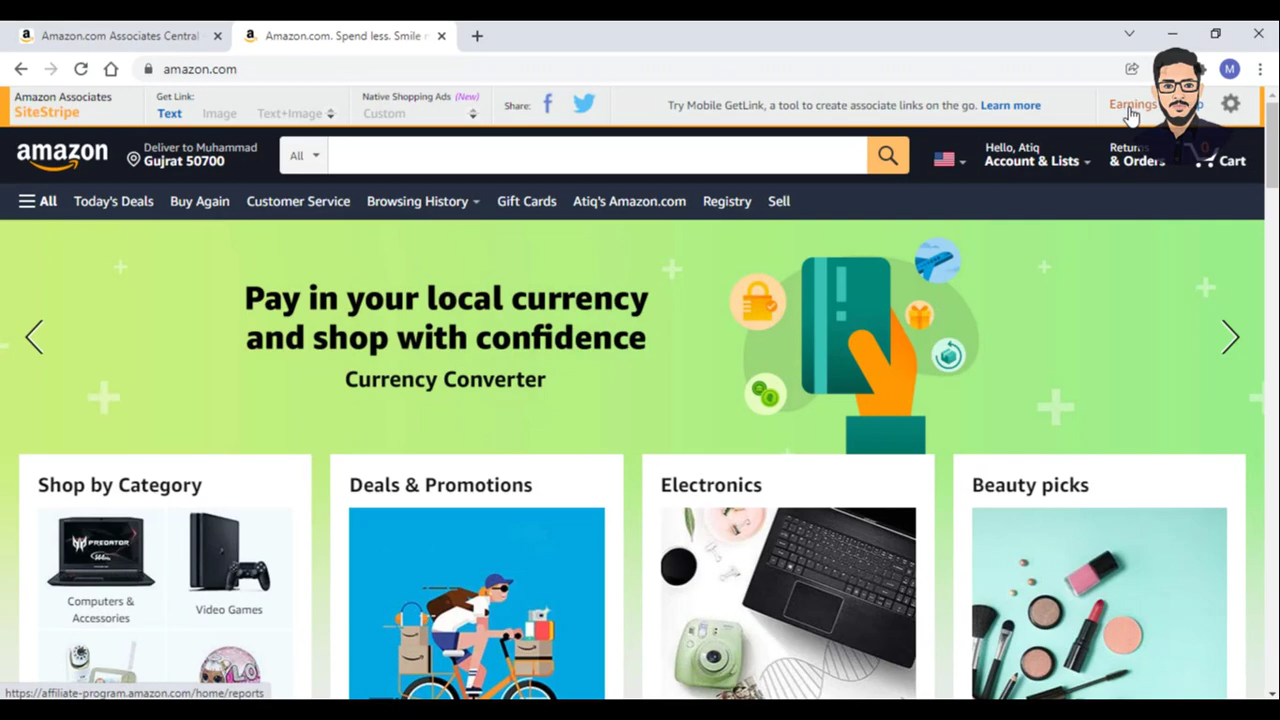 Amazon.com Associates Central
Amazon.com. Spend less. Smile
amazon.com
M
Amazon Associates
SiteStripe
Get Link:
Text
Image
Text+Image
Native Shopping Ads (New)
Custom
Share:
Try Mobile GetLink, a tool to create associate links on the go. Learn more
Earnings
amazon
Deliver to Muhammad
Gujrat 50700
All
Hello, Atiq
Account & Lists
& Orders
0
Cart
All
Today's Deals
Buy Again
Customer Service
Browsing History
Gift Cards
Atiq's Amazon.com
Registry
Sell
Pay in your local currency
and shop with confidence
Currency Converter
Shop by Category
PREDATOR
Computers &
Accessories
Video Games
Deals & Promotions
Electronics
Beauty picks
https://affiliate-program.amazon.com/home/reports